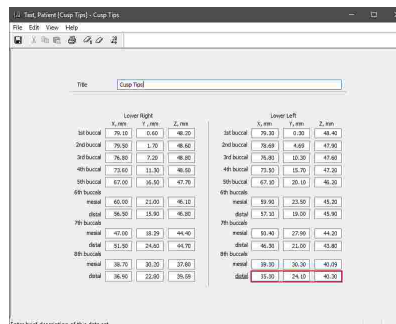 Test, Patient (Cusp Tips) - Cusp Tips
File Edit View Help
Title Cusp Tips
Lower Right Lower Left
X, mm Y, mm Z, mm X, mm Y, mm Z, mm
1st buccal 79.10 0.60 48.20 1st buccal 79.30 0.30 48.40
2nd buccal 79.50 1.70 48.60 2nd buccal 78.69 4.69 47.90
3rd buccal 76.80 7.20 48.80 3rd buccal 76.80 10.30 47.60
4th buccal 73.00 11.30 48.80 4th buccal 73.50 15.70 47.20
5th buccal 67.00 16.50 47.70 5th buccal 67.10 20.10 46.20
6th buccals 6th buccals
mesial 60.00 21.00 46.10 mesial 59.90 23.50 45.20
distal 56.50 15.90 46.80 distal 57.10 19.00 45.90
7th buccals 7th buccals
mesial 47.00 18.29 44.40 mesial 50.40 27.90 44.20
distal 51.50 24.60 44.70 distal 46.30 21.00 43.80
8th buccals 8th buccals
mesial 38.70 30.20 37.80 mesial 39.30 30.30 40.09
distal 36.90 22.80 39.59 distal 35.30 24.10 40.30